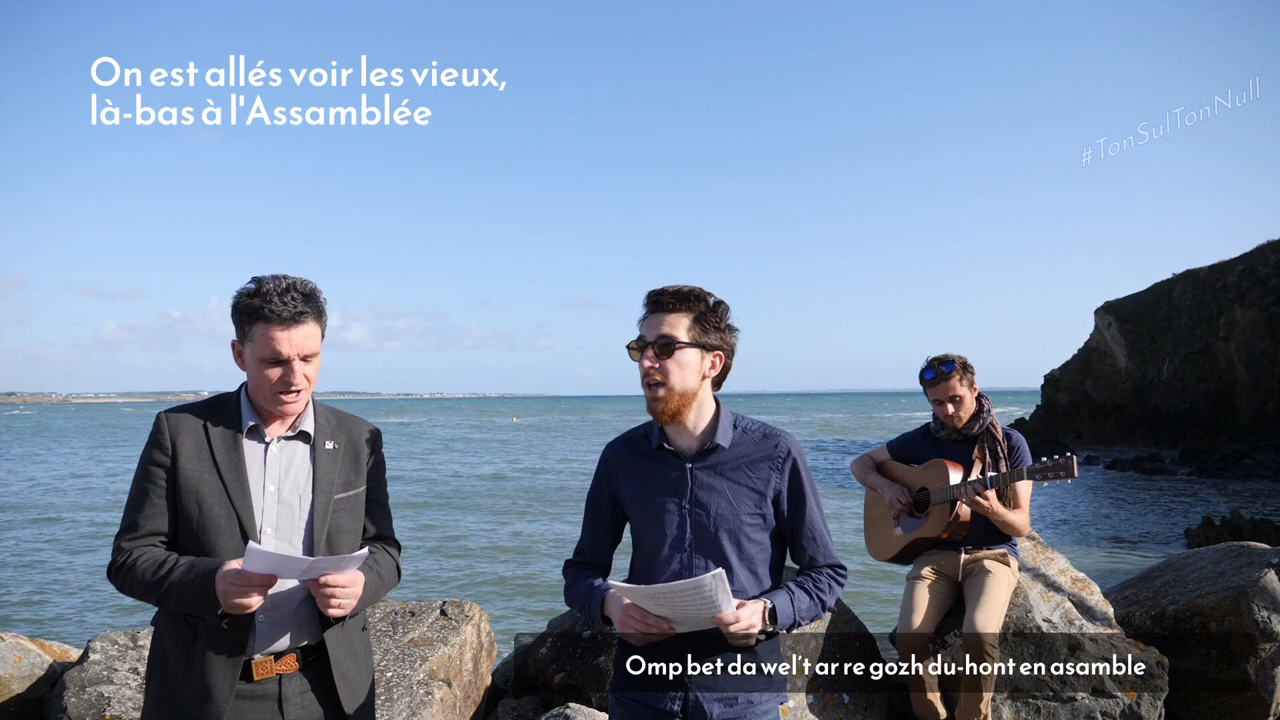 On est allés voir les vieux,
là-bas à l'Assamblée
#TonSulTonNull
Omp bet da wel't ar re gozh du-hont en asamble